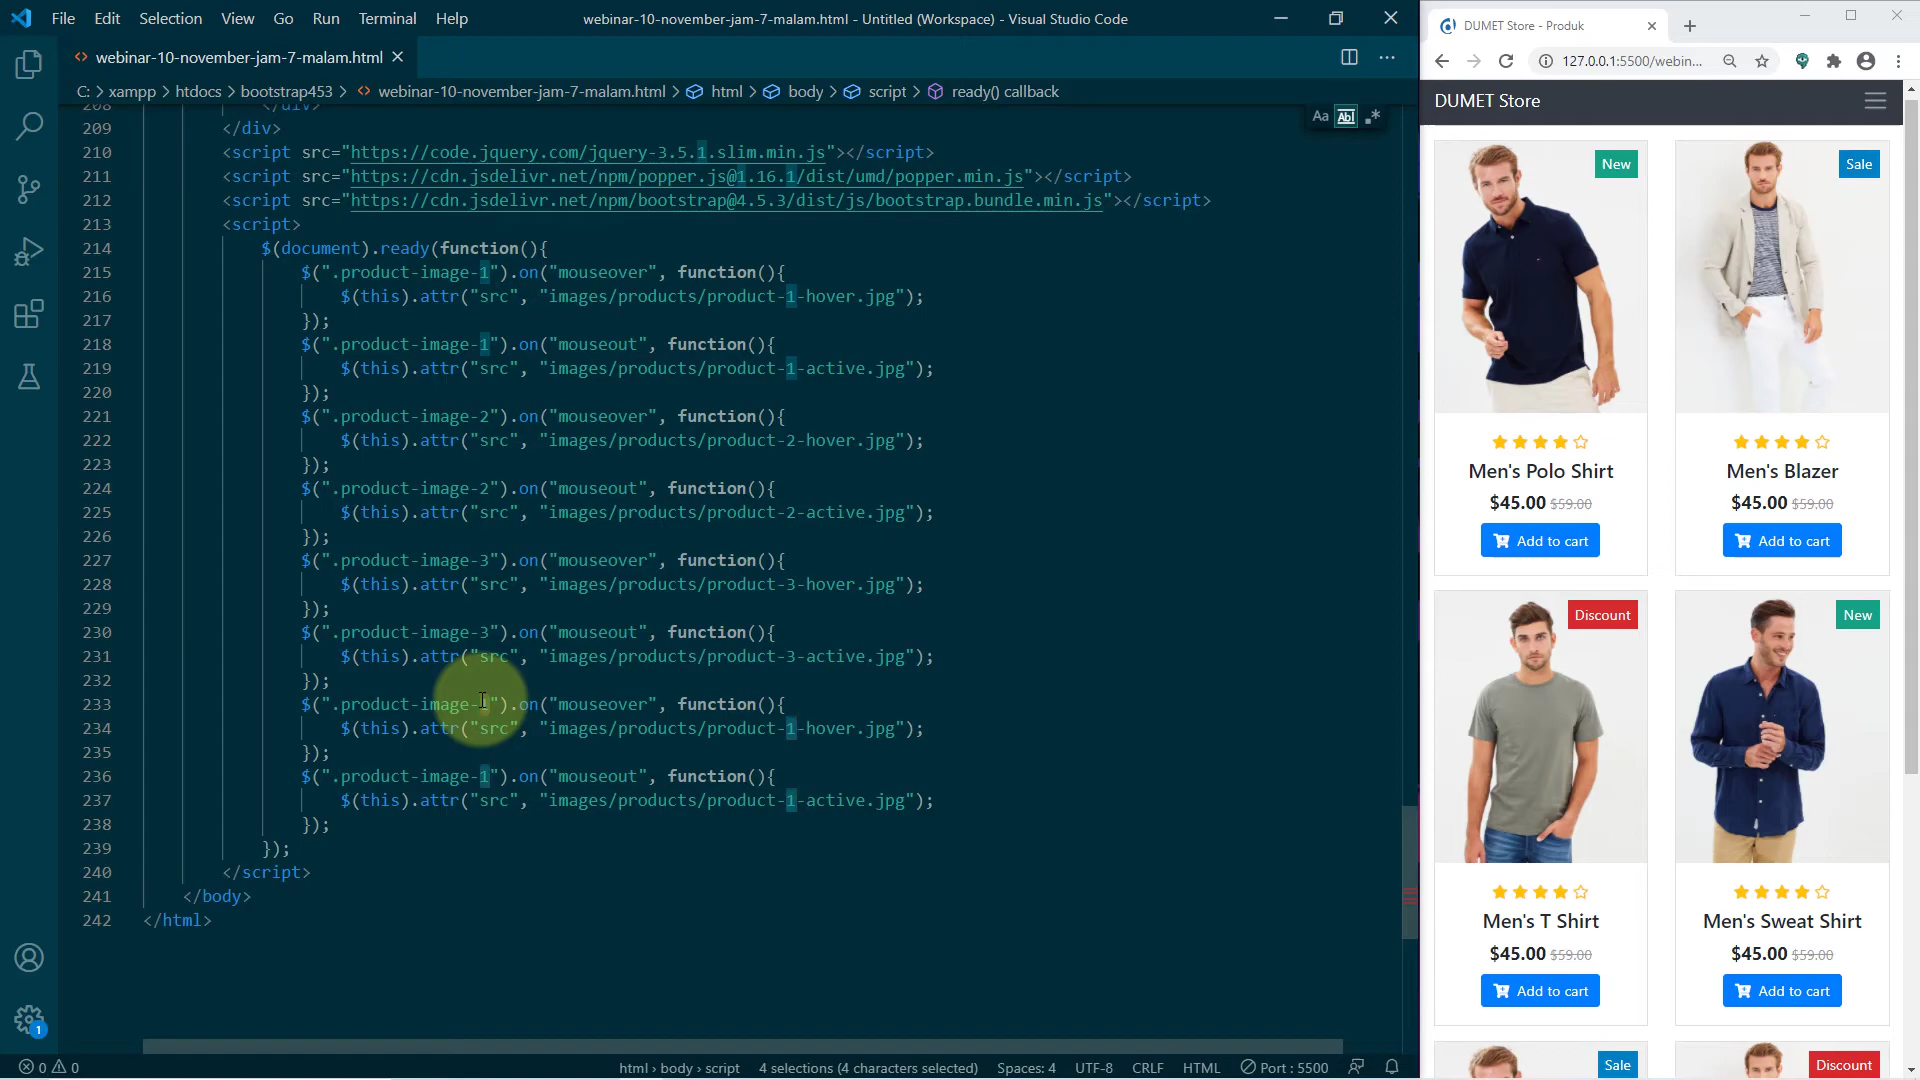 File Edit Selection View Go Run Terminal Help
webinar-10-november-jam-7-malam.html - Untitled (Workspace) - Visual Studio Code
webinar-10-november-jam-7-malam.html
C: > xampp > htdocs > bootstrap453 > webinar-10-november-jam-7-malam.html > html > body > script > ready() callback
Aa Abl .*
208 </div>
209 </div>
210 <script src="https://code.jquery.com/jquery-3.5.1.slim.min.js"></script>
211 <script src="https://cdn.jsdelivr.net/npm/popper.js@1.16.1/dist/umd/popper.min.js"></script>
212 <script src="https://cdn.jsdelivr.net/npm/bootstrap@4.5.3/dist/js/bootstrap.bundle.min.js"></script>
213 <script>
214 $(document).ready(function(){
215 $(".product-image-1").on("mouseover", function(){
216 $(this).attr("src", "images/products/product-1-hover.jpg");
217 });
218 $(".product-image-1").on("mouseout", function(){
219 $(this).attr("src", "images/products/product-1-active.jpg");
220 });
221 $(".product-image-2").on("mouseover", function(){
222 $(this).attr("src", "images/products/product-2-hover.jpg");
223 });
224 $(".product-image-2").on("mouseout", function(){
225 $(this).attr("src", "images/products/product-2-active.jpg");
226 });
227 $(".product-image-3").on("mouseover", function(){
228 $(this).attr("src", "images/products/product-3-hover.jpg");
229 });
230 $(".product-image-3").on("mouseout", function(){
231 $(this).attr("src", "images/products/product-3-active.jpg");
232 });
233 $(".product-image-1").on("mouseover", function(){
234 $(this).attr("src", "images/products/product-1-hover.jpg");
235 });
236 $(".product-image-1").on("mouseout", function(){
237 $(this).attr("src", "images/products/product-1-active.jpg");
238 });
239 });
240 </script>
241 </body>
242 </html>
1
0 0 html > body > script 4 selections (4 characters selected) Spaces: 4 UTF-8 CRLF HTML Port : 5500
DUMET Store - Produk
127.0.0.1:5500/webin...
DUMET Store
New
Sale
Men's Polo Shirt
$45.00 $59.00
Add to cart
Men's Blazer
$45.00 $59.00
Add to cart
Discount
New
Men's T Shirt
$45.00 $59.00
Add to cart
Men's Sweat Shirt
$45.00 $59.00
Add to cart
Sale
Discount